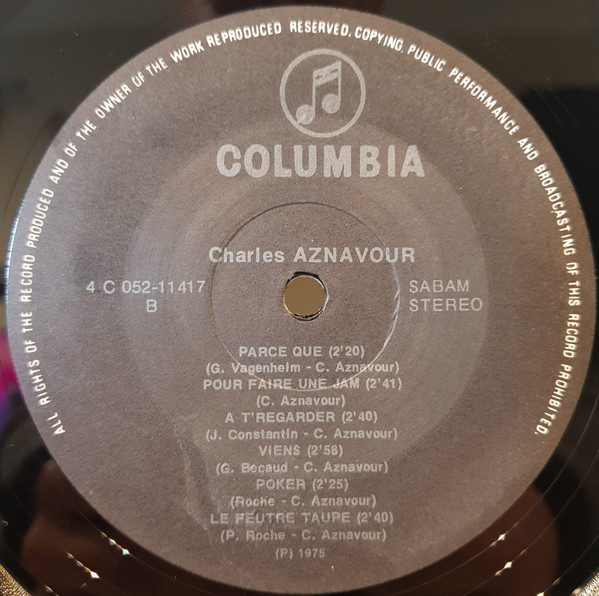 ALL RIGHTS OF THE RECORD PRODUCED AND OF THE OWNER OF THE WORK REPRODUCED RESERVED. COPYING, PUBLIC PERFORMANCE AND BROADCASTING OF THIS RECORD PROHIBITED.
COLUMBIA
Charles AZNAVOUR
4 C 052-11417
B
SABAM
STEREO
PARCE QUE (2'20)
(G. Vagenheim - C. Aznavour)
POUR FAIRE UNE JAM (2'41)
(C. Aznavour)
A T'REGARDER (2'40)
(J. Constantin - C. Aznavour)
VIENS (2'58)
(G. Becaud - C. Aznavour)
POKER (2'25)
(Roche - C. Aznavour)
LE FEUTRE TAUPE (2'40)
(P. Roche - C. Aznavour)
(P) 1975